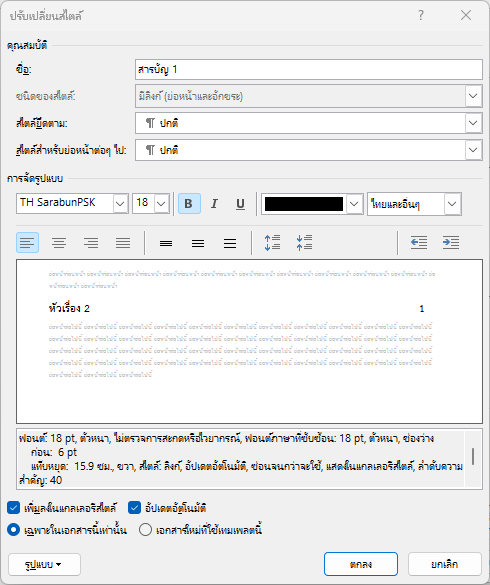 ปรับเปลี่ยนสไตล์
คุณสมบัติ
ชื่อ: สารบัญ 1
ชนิดของสไตล์: มีลิงก์ (ย่อหน้าและอักขระ)
สไตล์ยึดตาม: ¶ ปกติ
สไตล์สำหรับย่อหน้าต่อๆ ไป: ¶ ปกติ
การจัดรูปแบบ
TH SarabunPSK 18 B I U ไทยและอื่นๆ
หัวเรื่อง 2 1
ฟอนต์: 18 pt, ตัวหนา, ไม่ตรวจการสะกดหรือไวยากรณ์, ฟอนต์ภาษาที่ซับซ้อน: 18 pt, ตัวหนา, ช่องว่าง
ก่อน: 6 pt
แท็บหยุด: 15.9 ซม., ขวา, สไตล์: ลิงก์, อัปเดตอัตโนมัติ, ซ่อนจนกว่าจะใช้, แสดงในแกลเลอรีสไตล์, ลำดับความ
สำคัญ: 40
เพิ่มลงในแกลเลอรีสไตล์ อัปเดตอัตโนมัติ
เฉพาะในเอกสารนี้เท่านั้น เอกสารใหม่ที่ใช้เทมเพลตนี้
รูปแบบ ตกลง ยกเลิก